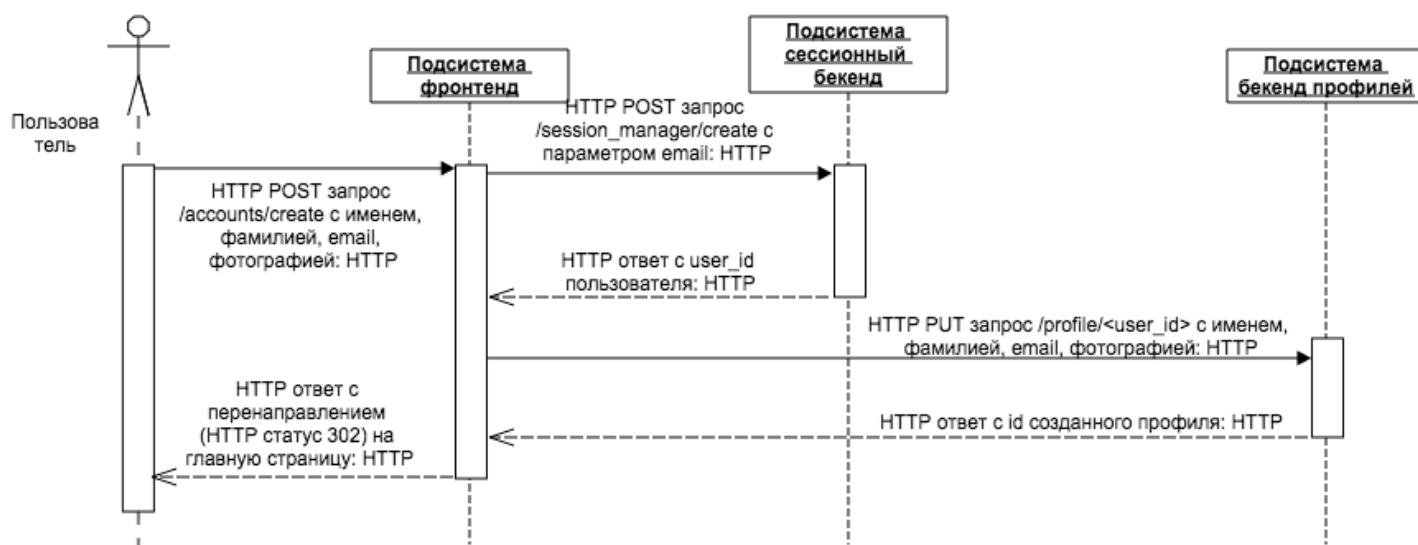 Пользова
тель
Подсистема
фронтенд
Подсистема
сессионный
бекенд
Подсистема
бекенд профилей
HTTP POST запрос
/accounts/create с именем,
фамилией, email,
фотографией: HTTP
HTTP POST запрос
/session_manager/create с
параметром email: HTTP
HTTP ответ с user_id
пользователя: HTTP
HTTP PUT запрос /profile/<user_id> с именем,
фамилией, email, фотографией: HTTP
HTTP ответ с id созданного профиля: HTTP
HTTP ответ с
перенаправлением
(HTTP статус 302) на
главную страницу: HTTP